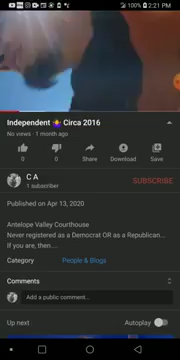 100% 2:21 PM
Independent 🤷‍♀️ Circa 2016
No views · 1 month ago
0 0 Share Download Save
C A
1 subscriber
SUBSCRIBE
Published on Apr 13, 2020
Antelope Valley Courthouse
Never registered as a Democrat OR as a Republican...
If you are, then....
Category People & Blogs
Comments
Add a public comment...
Up next Autoplay